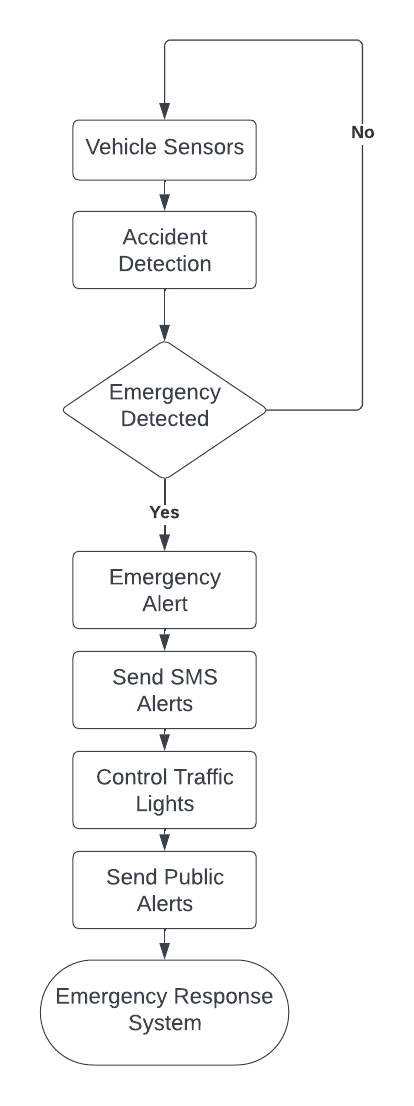 No
Vehicle Sensors
Accident
Detection
Emergency
Detected
Yes
Emergency
Alert
Send SMS
Alerts
Control Traffic
Lights
Send Public
Alerts
Emergency Response
System